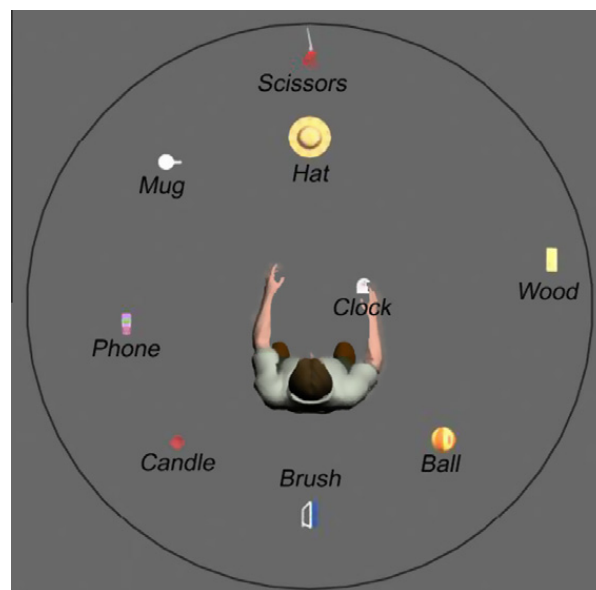 Scissors
Hat
Mug
Wood
Clock
Phone
Candle
Ball
Brush